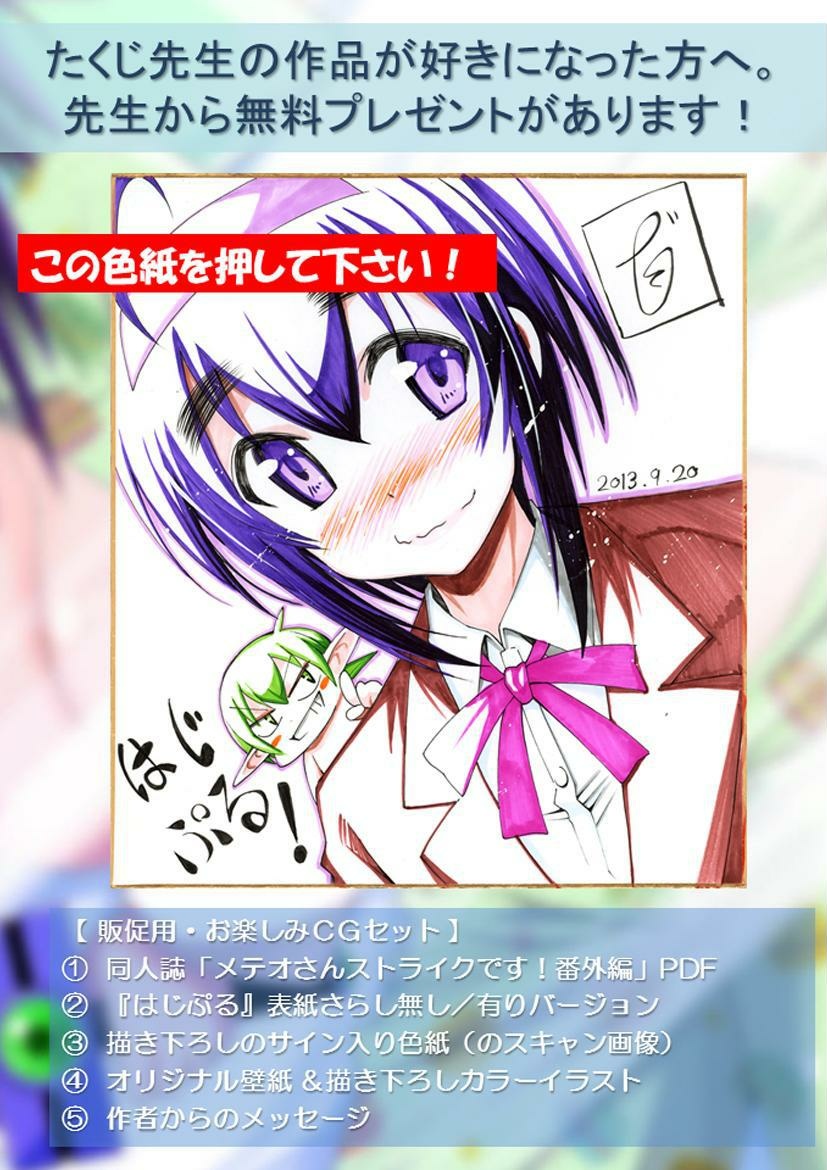 たくじ先生の作品が好きになった方へ。
先生から無料プレゼントがあります！
この色紙を押して下さい！
2013.9.20
はじ
ぷる！
【 販促用・お楽しみCGセット 】
① 同人誌「メテオさんストライクです！番外編」PDF
② 『はじぷる』表紙さらし無し／有りバージョン
③ 描き下ろしのサイン入り色紙（のスキャン画像）
④ オリジナル壁紙 &描き下ろしカラーイラスト
⑤ 作者からのメッセージ